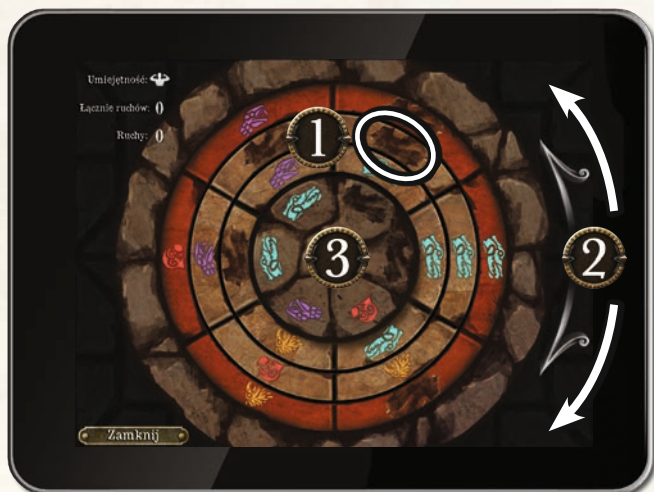 Umiejętność:
Łącznie ruchów: 0
Ruchy: 0
1
2
3
Zamknij